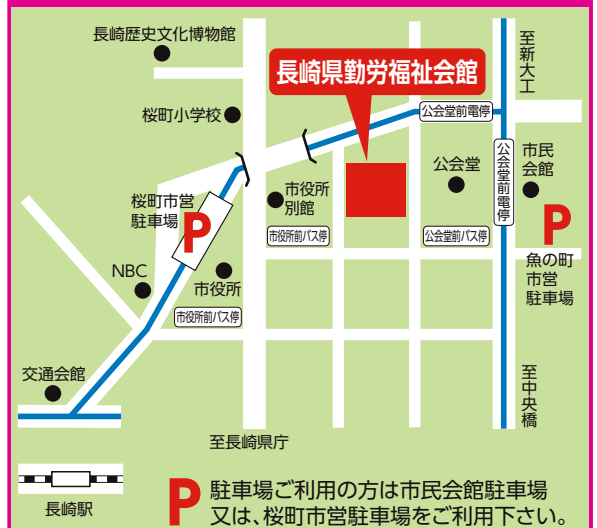 長崎歴史文化博物館
至新大工
長崎県勤労福祉会館
桜町小学校
公会堂前電停
公会堂前電停
市民
会館
公会堂
桜町市営
駐車場
P
市役所
別館
市役所前バス停
公会堂前バス停
P
魚の町
市営
駐車場
NBC
市役所
市役所前バス停
交通会館
至中央橋
至長崎県庁
長崎駅
P 駐車場ご利用の方は市民会館駐車場
又は、桜町市営駐車場をご利用下さい。